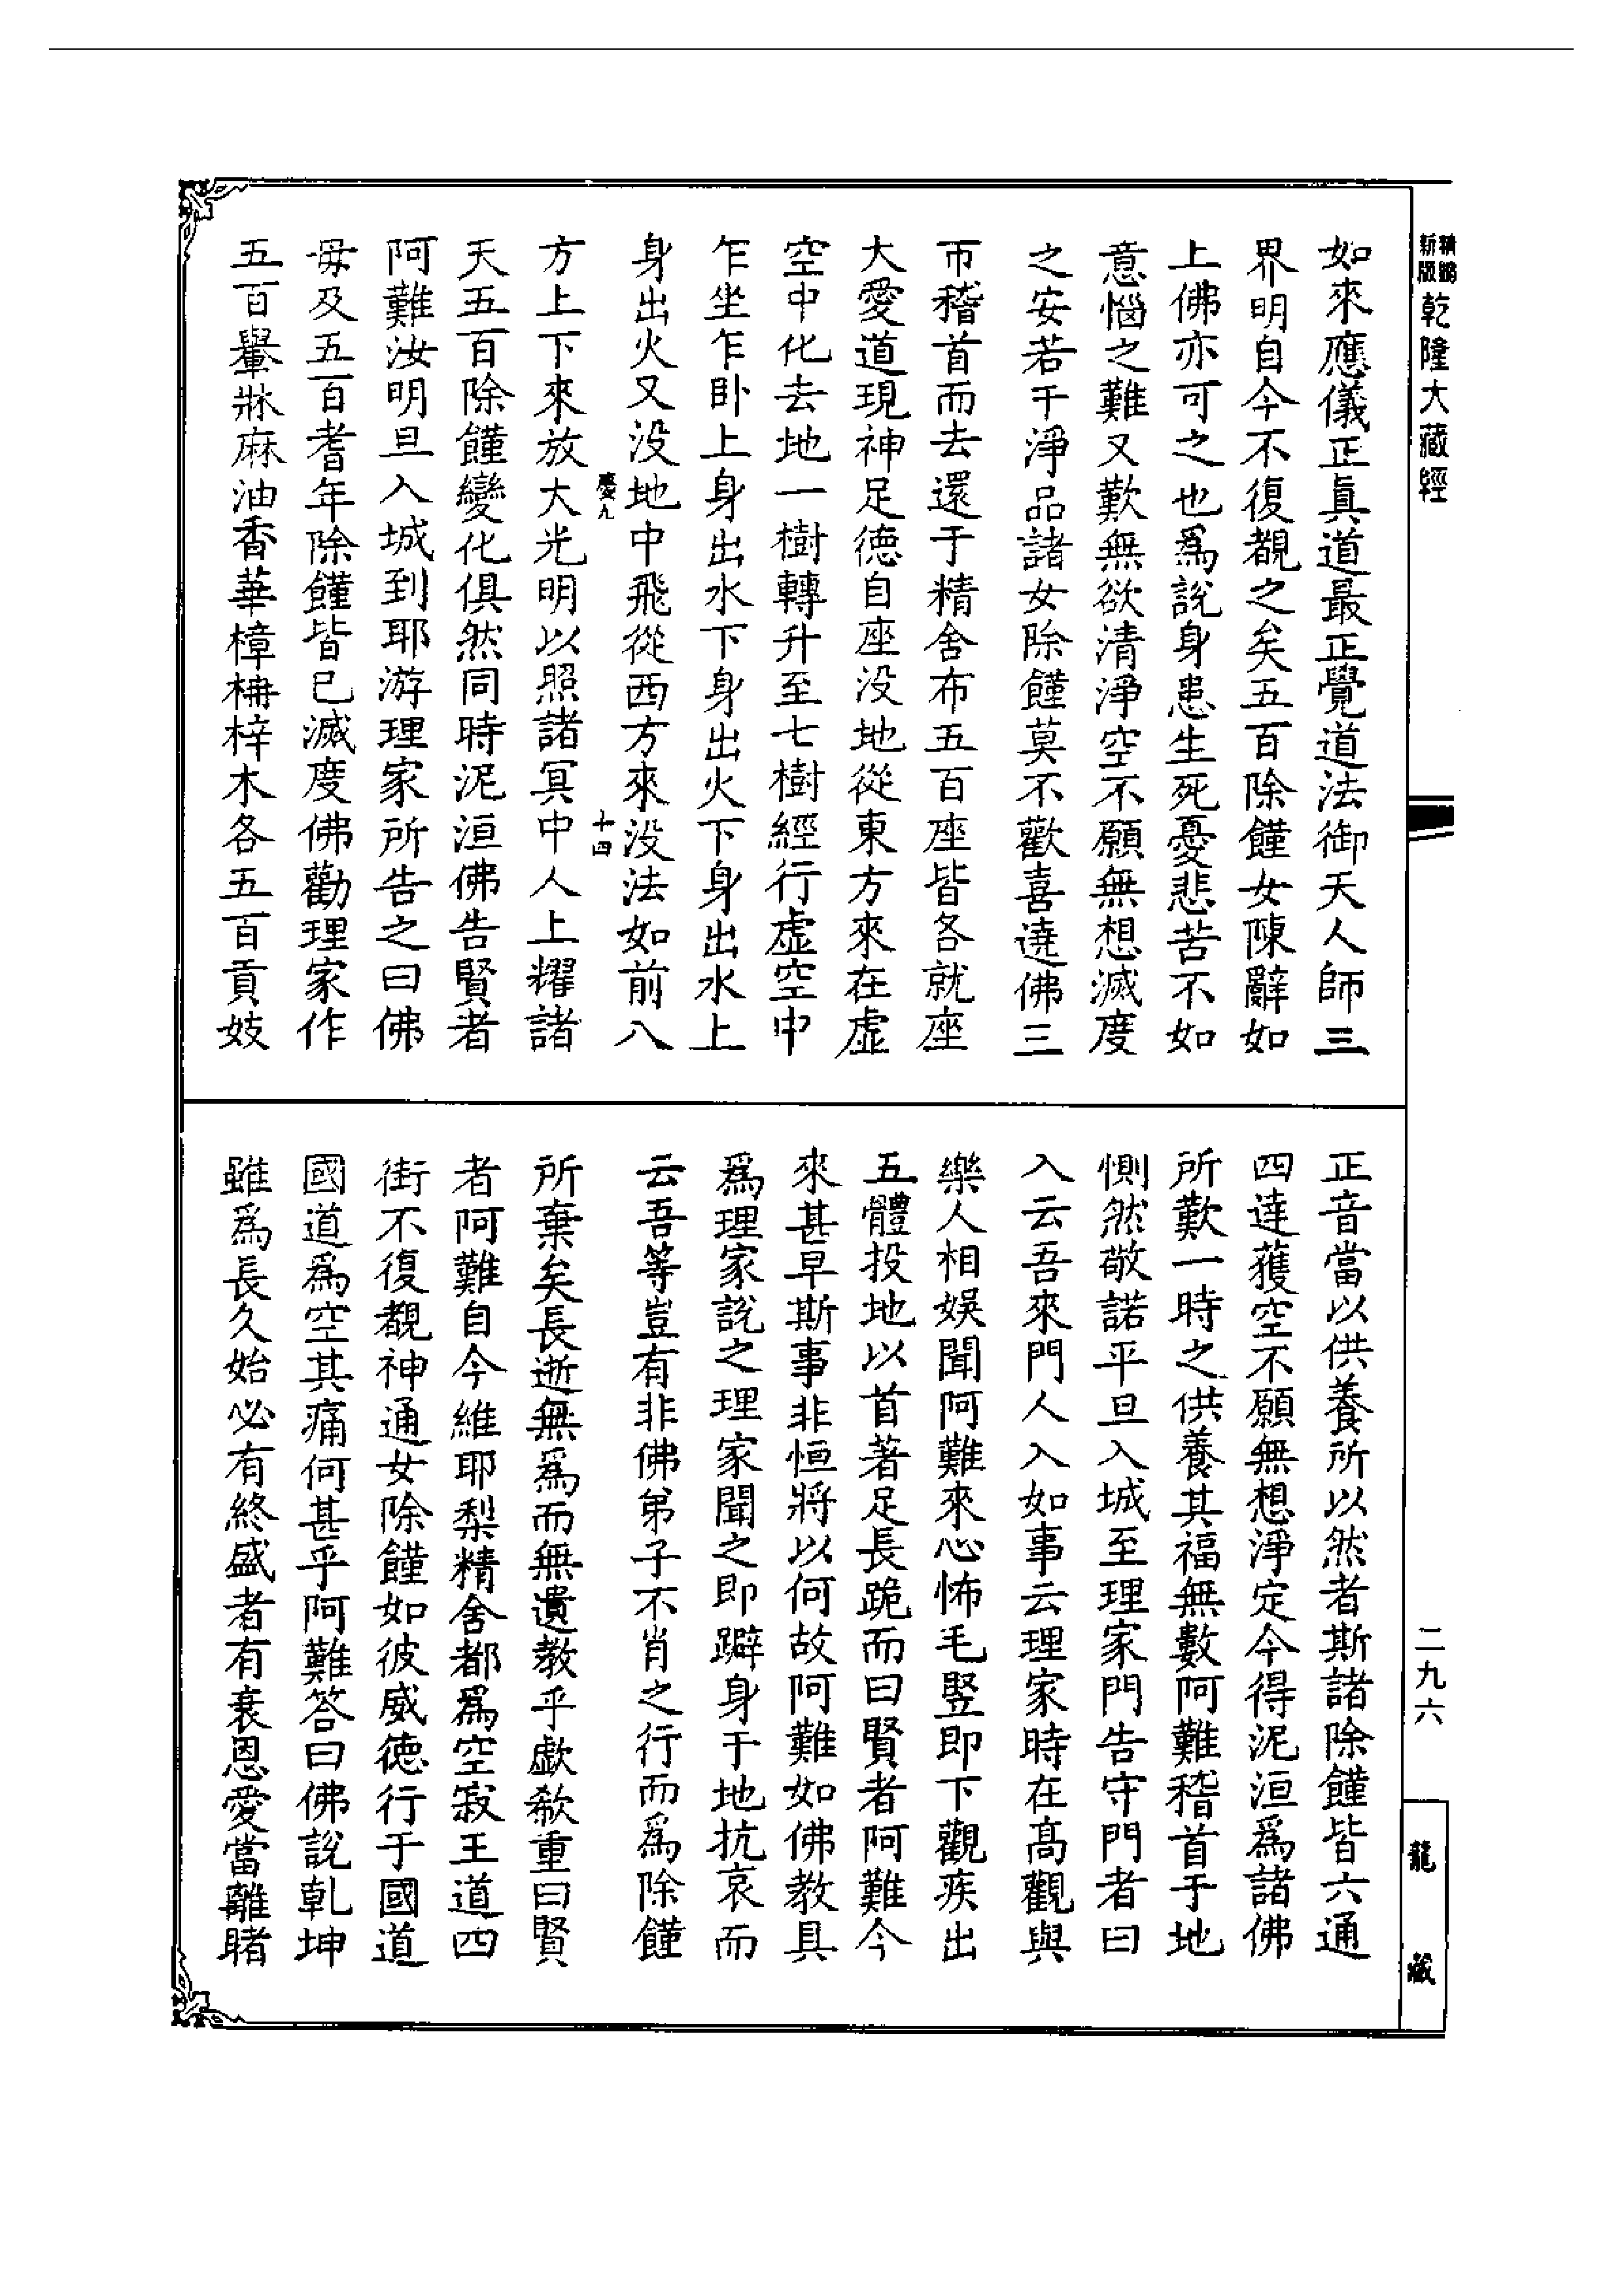 精編
新版
乾隆大藏經
如來應儀正眞道最正覺道法御天人師三
界明自今不復覩之矣五百除饉女陳辭如
上佛亦可之也爲說身患生死憂悲苦不如
意惱之難又歎無欲清淨空不願無想滅度
之安若干淨品諸女除饉莫不歡喜遶佛三
帀稽首而去還于精舍布五百座皆各就座
大愛道現神足德自座没地從東方來在虛
空中化去地一樹轉升至七樹經行虛空中
乍坐乍臥上身出水下身出火下身出水上
身出火又没地中飛從西方來没法如前八
慶九
十四
方上下來放大光明以照諸冥中人上耀諸
天五百除饉變化俱然同時泥洹佛告賢者
阿難汝明旦入城到耶游理家所告之曰佛
毋及五百耆年除饉皆已滅度佛勸理家作
五百轝牀麻油香華樟柟梓木各五百貢妓
正音當以供養所以然者斯諸除饉皆六通
四達獲空不願無想淨定今得泥洹爲諸佛
所歎一時之供養其福無數阿難稽首于地
惻然敬諾平旦入城至理家門告守門者曰
入云吾來門人入如事云理家時在高觀與
樂人相娛聞阿難來心怖毛竪即下觀疾出
五體投地以首著足長跪而曰賢者阿難今
來甚早斯事非恒將以何故阿難如佛教具
爲理家說之理家聞之即躃身于地抗哀而
云吾等豈有非佛弟子不肖之行而爲除饉
所棄矣長逝無爲而無遺教乎歔欷重曰賢
者阿難自今維耶梨精舍都爲空寂王道四
街不復覩神通女除饉如彼威德行于國道
國道爲空其痛何甚乎阿難答曰佛說乹坤
雖爲長久始必有終盛者有衰恩愛當離睹
二九六
龍藏